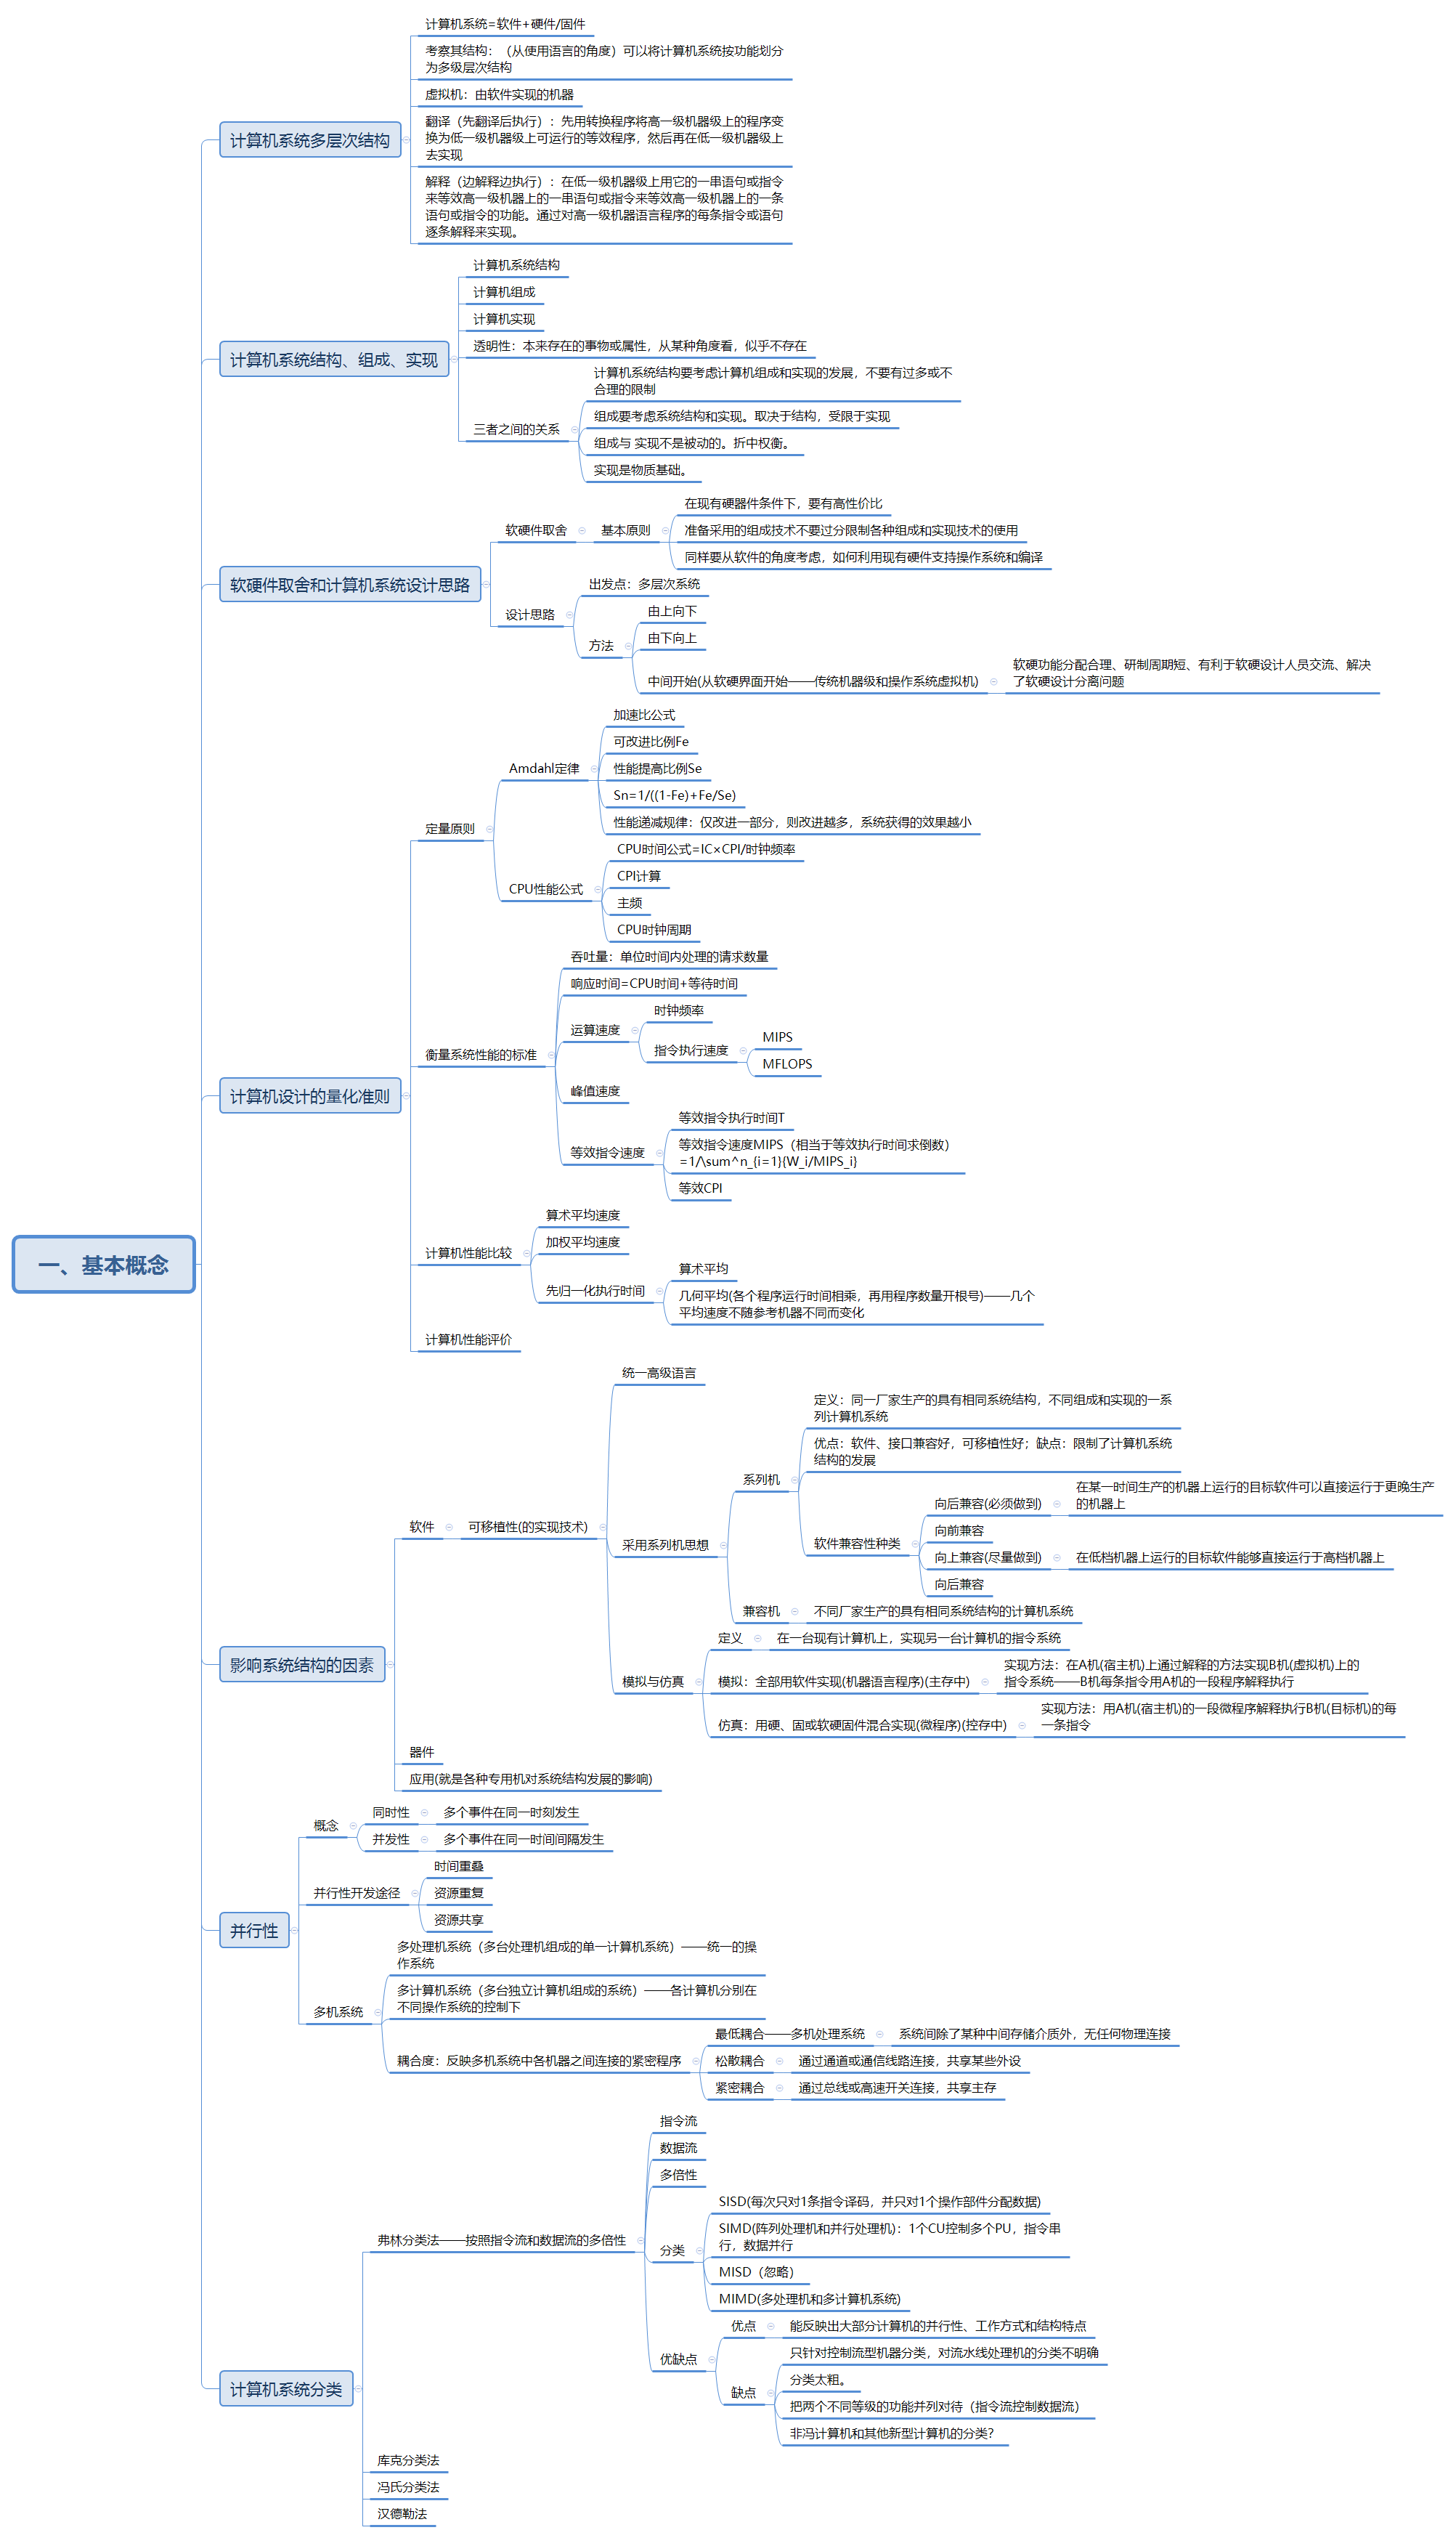 一、基本概念
计算机系统多层次结构
计算机系统=软件+硬件/固件
考察其结构：（从使用语言的角度）可以将计算机系统按功能划分
为多级层次结构
虚拟机：由软件实现的机器
翻译（先翻译后执行）：先用转换程序将高一级机器级上的程序变
换为低一级机器级上可运行的等效程序，然后再在低一级机器级上
去实现
解释（边解释边执行）：在低一级机器级上用它的一串语句或指令
来等效高一级机器上的一串语句或指令来等效高一级机器上的一条
语句或指令的功能。通过对高一级机器语言程序的每条指令或语句
逐条解释来实现。
计算机系统结构、组成、实现
计算机系统结构
计算机组成
计算机实现
透明性：本来存在的事物或属性，从某种角度看，似乎不存在
三者之间的关系
计算机系统结构要考虑计算机组成和实现的发展，不要有过多或不
合理的限制
组成要考虑系统结构和实现。取决于结构，受限于实现
组成与 实现不是被动的。折中权衡。
实现是物质基础。
软硬件取舍和计算机系统设计思路
软硬件取舍
基本原则
在现有硬器件条件下，要有高性价比
准备采用的组成技术不要过分限制各种组成和实现技术的使用
同样要从软件的角度考虑，如何利用现有硬件支持操作系统和编译
设计思路
出发点：多层次系统
方法
由上向下
由下向上
中间开始(从软硬界面开始——传统机器级和操作系统虚拟机)
软硬功能分配合理、研制周期短、有利于软硬设计人员交流、解决
了软硬设计分离问题
计算机设计的量化准则
定量原则
Amdahl定律
加速比公式
可改进比例Fe
性能提高比例Se
Sn=1/((1-Fe)+Fe/Se)
性能递减规律：仅改进一部分，则改进越多，系统获得的效果越小
CPU性能公式
CPU时间公式=IC×CPI/时钟频率
CPI计算
主频
CPU时钟周期
衡量系统性能的标准
吞吐量：单位时间内处理的请求数量
响应时间=CPU时间+等待时间
运算速度
时钟频率
指令执行速度
MIPS
MFLOPS
峰值速度
等效指令速度
等效指令执行时间T
等效指令速度MIPS（相当于等效执行时间求倒数）
=1/\sum^n_{i=1}{W_i/MIPS_i}
等效CPI
计算机性能比较
算术平均速度
加权平均速度
先归一化执行时间
算术平均
几何平均(各个程序运行时间相乘，再用程序数量开根号)——几个
平均速度不随参考机器不同而变化
计算机性能评价
影响系统结构的因素
软件
可移植性(的实现技术)
统一高级语言
采用系列机思想
系列机
定义：同一厂家生产的具有相同系统结构，不同组成和实现的一系
列计算机系统
优点：软件、接口兼容好，可移植性好；缺点：限制了计算机系统
结构的发展
软件兼容性种类
向后兼容(必须做到)
在某一时间生产的机器上运行的目标软件可以直接运行于更晚生产
的机器上
向前兼容
向上兼容(尽量做到)
在低档机器上运行的目标软件能够直接运行于高档机器上
向后兼容
兼容机
不同厂家生产的具有相同系统结构的计算机系统
模拟与仿真
定义
在一台现有计算机上，实现另一台计算机的指令系统
模拟：全部用软件实现(机器语言程序)(主存中)
实现方法：在A机(宿主机)上通过解释的方法实现B机(虚拟机)上的
指令系统——B机每条指令用A机的一段程序解释执行
仿真：用硬、固或软硬固件混合实现(微程序)(控存中)
实现方法：用A机(宿主机)的一段微程序解释执行B机(目标机)的每
一条指令
器件
应用(就是各种专用机对系统结构发展的影响)
并行性
概念
同时性
多个事件在同一时刻发生
并发性
多个事件在同一时间间隔发生
并行性开发途径
时间重叠
资源重复
资源共享
多机系统
多处理机系统（多台处理机组成的单一计算机系统）——统一的操
作系统
多计算机系统（多台独立计算机组成的系统）——各计算机分别在
不同操作系统的控制下
耦合度：反映多机系统中各机器之间连接的紧密程序
最低耦合——多机处理系统
系统间除了某种中间存储介质外，无任何物理连接
松散耦合
通过通道或通信线路连接，共享某些外设
紧密耦合
通过总线或高速开关连接，共享主存
计算机系统分类
弗林分类法——按照指令流和数据流的多倍性
指令流
数据流
多倍性
分类
SISD(每次只对1条指令译码，并只对1个操作部件分配数据)
SIMD(阵列处理机和并行处理机)：1个CU控制多个PU，指令串
行，数据并行
MISD（忽略）
MIMD(多处理机和多计算机系统)
优缺点
优点
能反映出大部分计算机的并行性、工作方式和结构特点
缺点
只针对控制流型机器分类，对流水线处理机的分类不明确
分类太粗。
把两个不同等级的功能并列对待（指令流控制数据流）
非冯计算机和其他新型计算机的分类？
库克分类法
冯氏分类法
汉德勒法